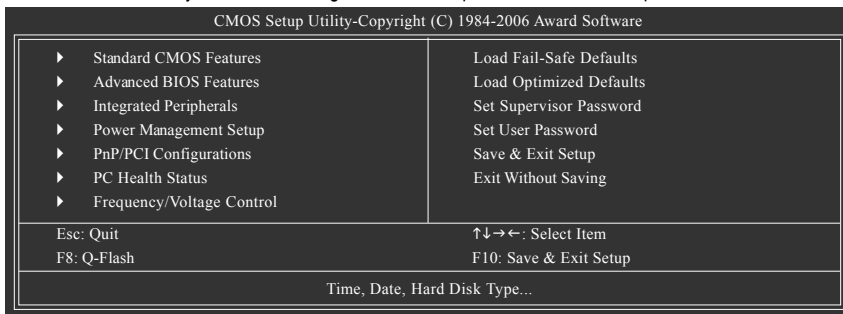 CMOS Setup Utility-Copyright (C) 1984-2006 Award Software
Standard CMOS Features
Advanced BIOS Features
Integrated Peripherals
Power Management Setup
PnP/PCI Configurations
PC Health Status
Frequency/Voltage Control
Load Fail-Safe Defaults
Load Optimized Defaults
Set Supervisor Password
Set User Password
Save & Exit Setup
Exit Without Saving
Esc: Quit
↑↓→←: Select Item
F8: Q-Flash
F10: Save & Exit Setup
Time, Date, Hard Disk Type...